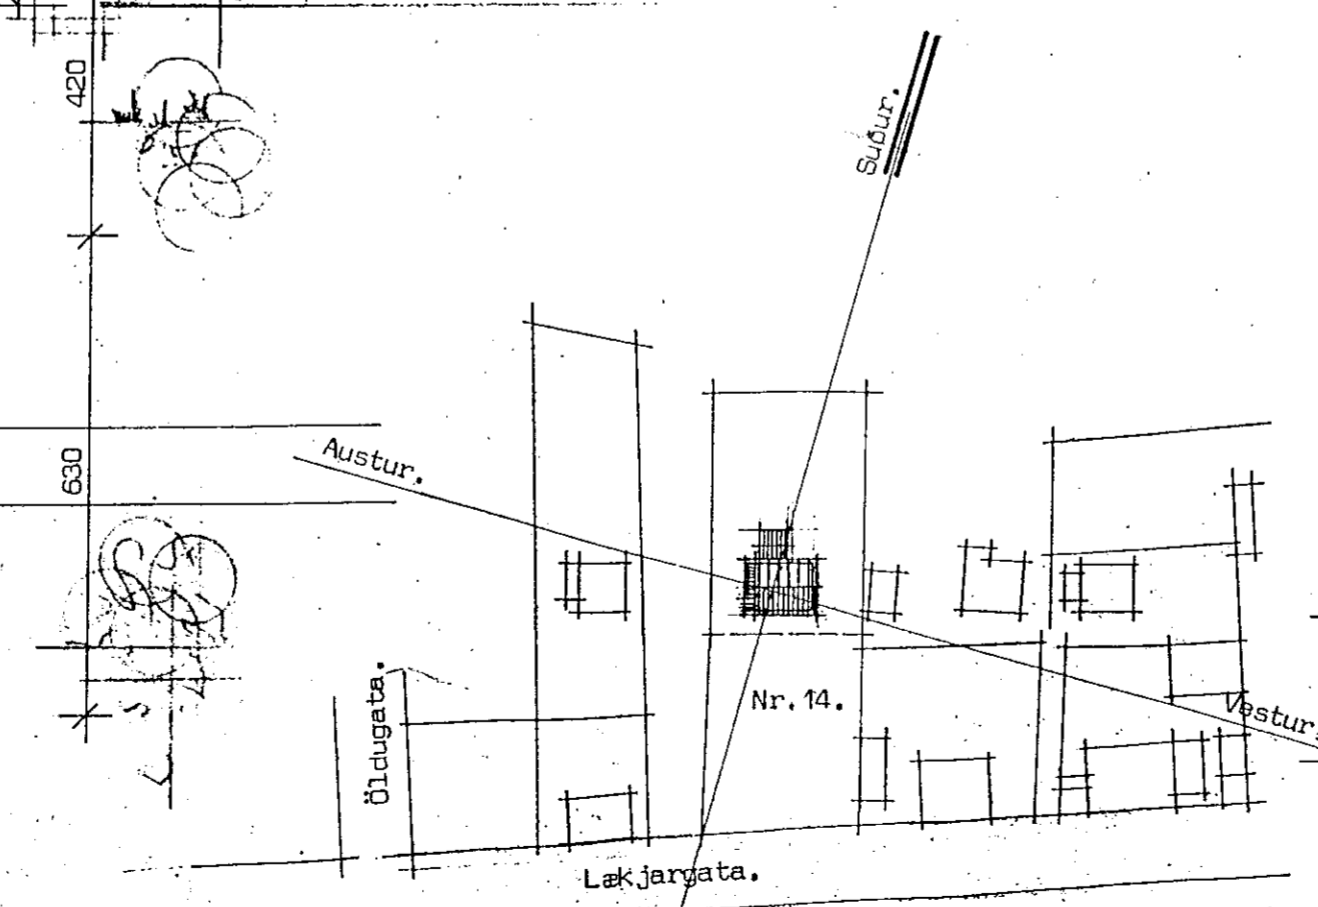 420
Suður.
Austur.
630
Nr. 14.
Vestur.
Öldugata.
Lækjargata.